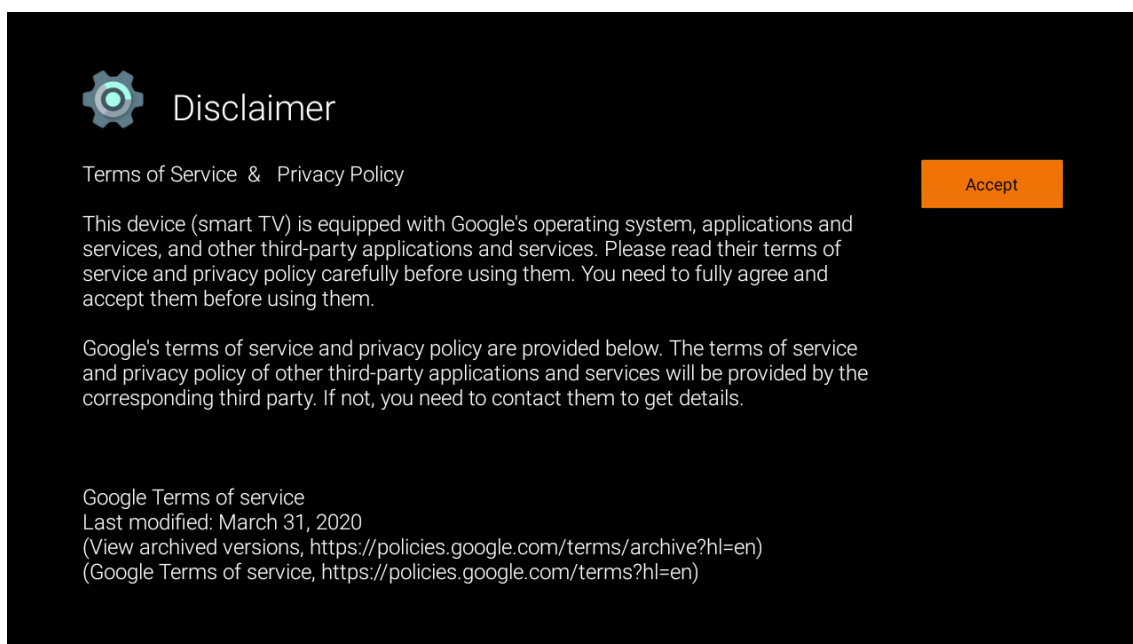 Disclaimer
Terms of Service & Privacy Policy
Accept
This device (smart TV) is equipped with Google's operating system, applications and
services, and other third-party applications and services. Please read their terms of
service and privacy policy carefully before using them. You need to fully agree and
accept them before using them.
Google's terms of service and privacy policy are provided below. The terms of service
and privacy policy of other third-party applications and services will be provided by the
corresponding third party. If not, you need to contact them to get details.
Google Terms of service
Last modified: March 31, 2020
(View archived versions, https://policies.google.com/terms/archive?hl=en)
(Google Terms of service, https://policies.google.com/terms?hl=en)